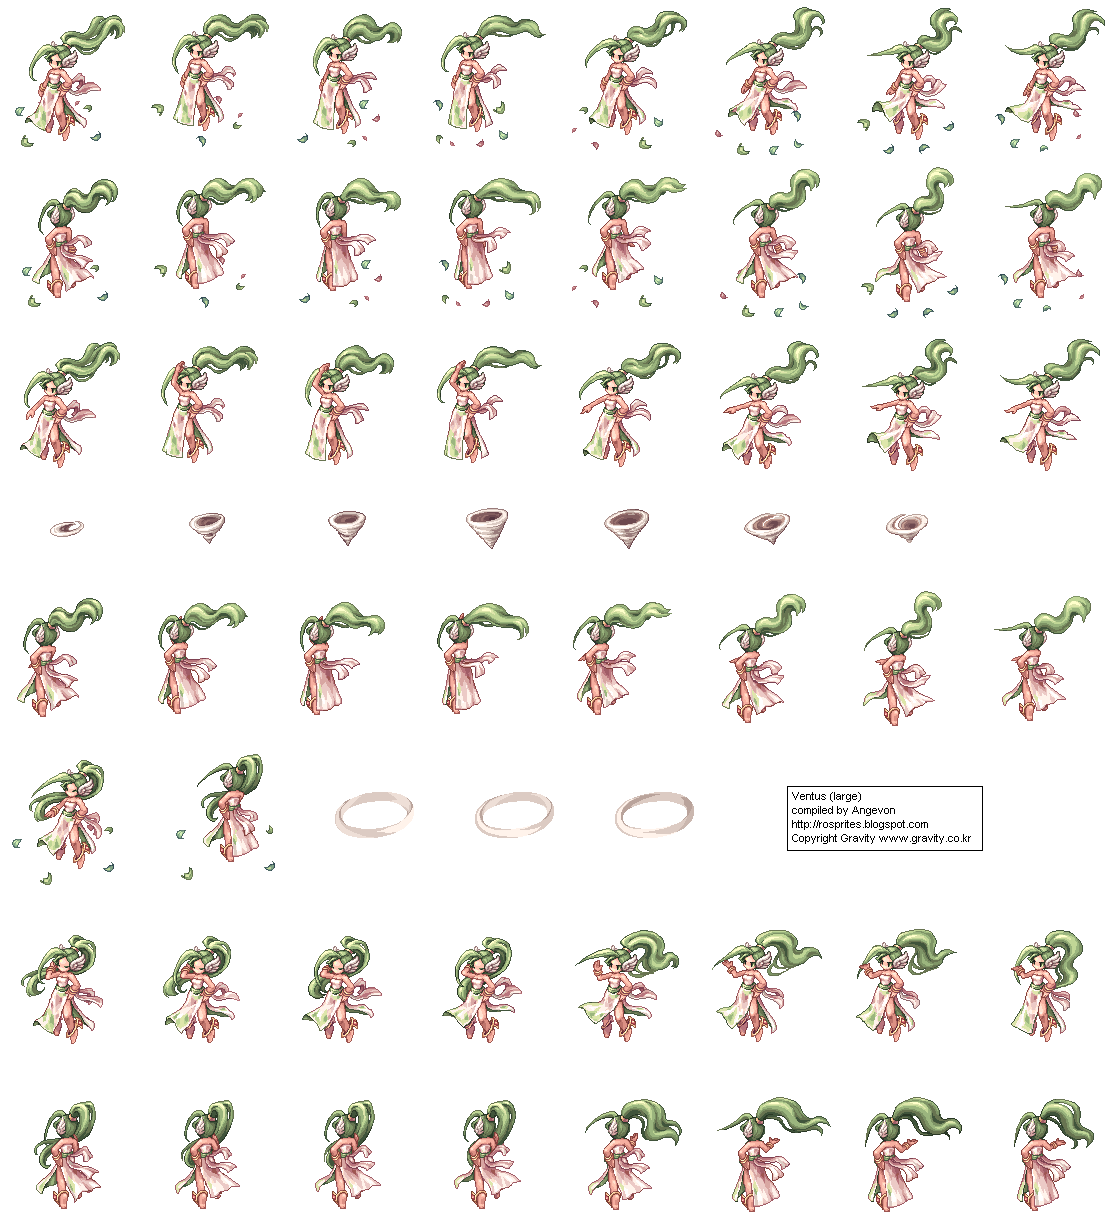 Ventus (large)
compiled by Angevon
http://rosprites.blogspot.com
Copyright Gravity www.gravity.co.kr